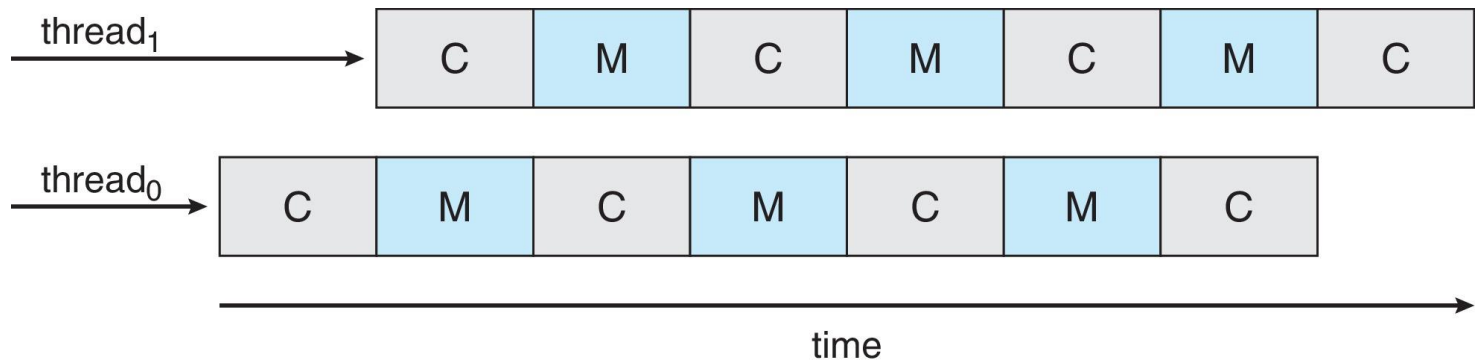 thread₁ C M C M C M C
thread₀ C M C M C M C
time